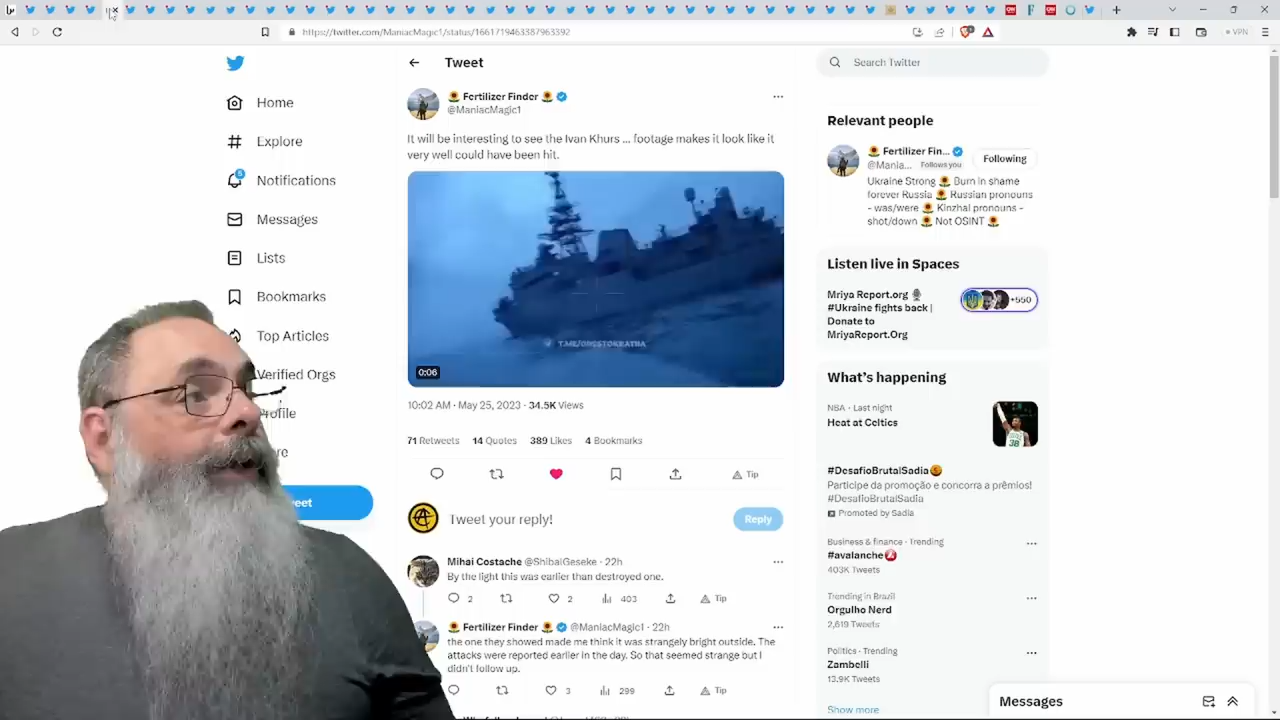 https://twitter.com/ManiacMagic1/status/1661719463387963392
VPN
Home
Explore
5
Notifications
Messages
Lists
Bookmarks
Top Articles
Verified Orgs
Profile
Tweet
Fertilizer Finder
@ManiacMagic1
It will be interesting to see the Ivan Khurs ... footage makes it look like it
very well could have been hit.
0:06
10:02 AM · May 25, 2023 · 34.5K Views
71 Retweets 14 Quotes 389 Likes 4 Bookmarks
Tip
Tweet your reply!
Reply
Mihai Costache @ShibalGeseke · 22h
By the light this was earlier than destroyed one.
2 2 403 Tip
Fertilizer Finder @ManiacMagic1 · 22h
the one they showed made me think it was strangely bright outside. The
attacks were reported earlier in the day. So that seemed strange but I
didn't follow up.
3 299 Tip
Search Twitter
Relevant people
Fertilizer Fin...
@Mania... Follows you
Following
Ukraine Strong Burn in shame
forever Russia Russian pronouns
- was/were Kinzhal pronouns -
shot/down Not OSINT
Listen live in Spaces
Mriya Report.org
#Ukraine fights back |
Donate to
MriyaReport.Org
+550
What's happening
NBA · Last night
Heat at Celtics
#DesafioBrutalSadia
Participe da promoção e concorra a prêmios!
#DesafioBrutalSadia
Promoted by Sadia
Business & finance · Trending
#avalanche
403K Tweets
Trending in Brazil
Orgulho Nerd
2,619 Tweets
Politics · Trending
Zambelli
13.9K Tweets
Show more
Messages